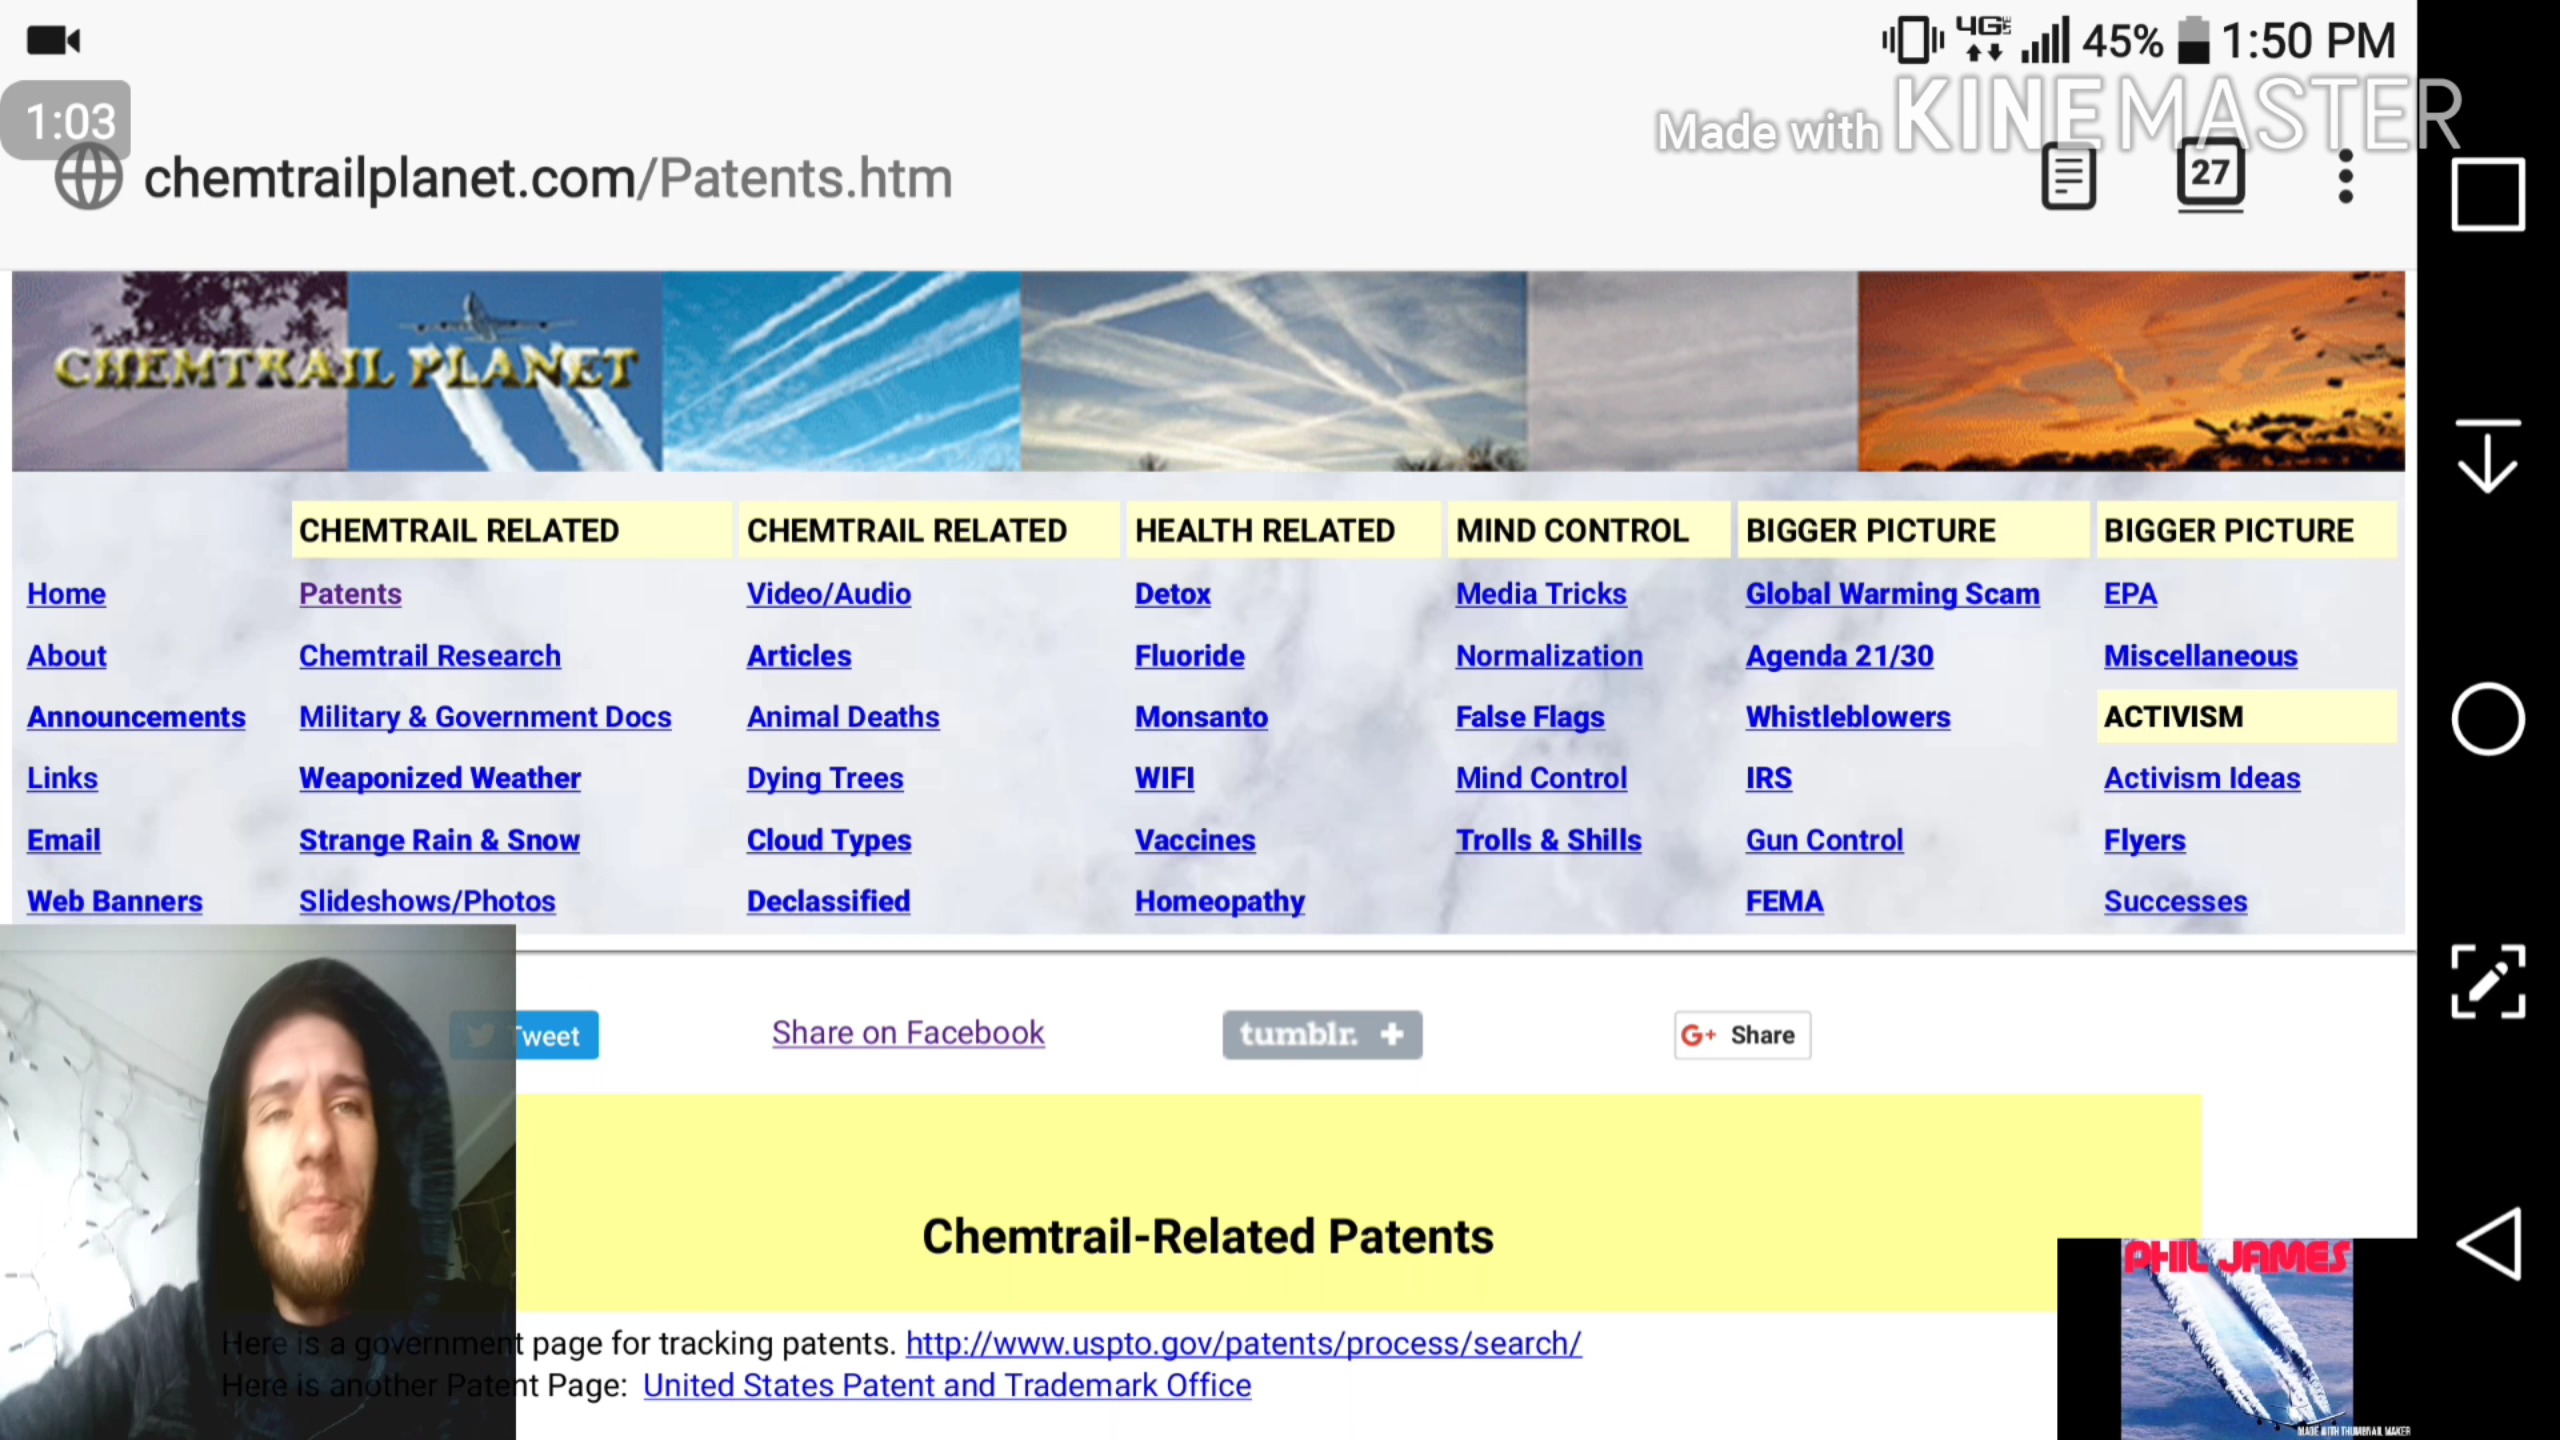 4G LTE 45% 1:50 PM
1:03
Made with KINEMASTER
chemtrailplanet.com/Patents.htm
27
CHEMTRAIL PLANET
CHEMTRAIL RELATED CHEMTRAIL RELATED HEALTH RELATED MIND CONTROL BIGGER PICTURE BIGGER PICTURE
Home Patents Video/Audio Detox Media Tricks Global Warming Scam EPA
About Chemtrail Research Articles Fluoride Normalization Agenda 21/30 Miscellaneous
Announcements Military & Government Docs Animal Deaths Monsanto False Flags Whistleblowers ACTIVISM
Links Weaponized Weather Dying Trees WIFI Mind Control IRS Activism Ideas
Email Strange Rain & Snow Cloud Types Vaccines Trolls & Shills Gun Control Flyers
Web Banners Slideshows/Photos Declassified Homeopathy FEMA Successes
Tweet Share on Facebook tumblr. + G+ Share
Chemtrail-Related Patents
PHIL JAMES
Here is a government page for tracking patents. http://www.uspto.gov/patents/process/search/
Here is another Patent Page: United States Patent and Trademark Office
MADE WITH THUMBNAIL MAKER